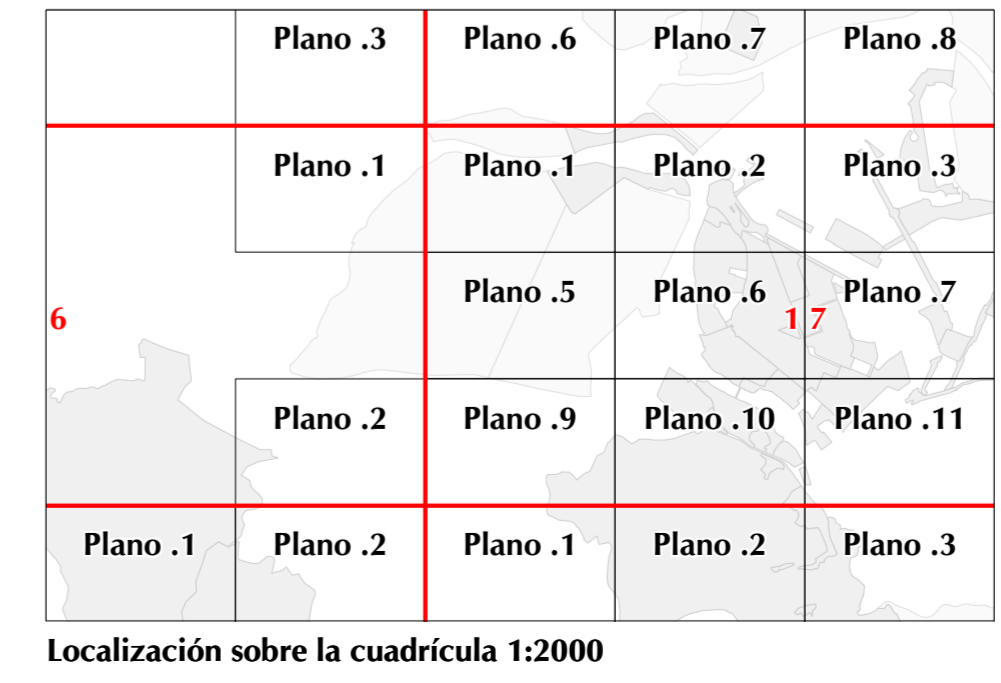 Plano .3 Plano .6 Plano .7 Plano .8
Plano .1 Plano .1 Plano .2 Plano .3
Plano .5 Plano .6 Plano .7
6 1 7
Plano .2 Plano .9 Plano .10 Plano .11
Plano .1 Plano .2 Plano .1 Plano .2 Plano .3
Localización sobre la cuadrícula 1:2000